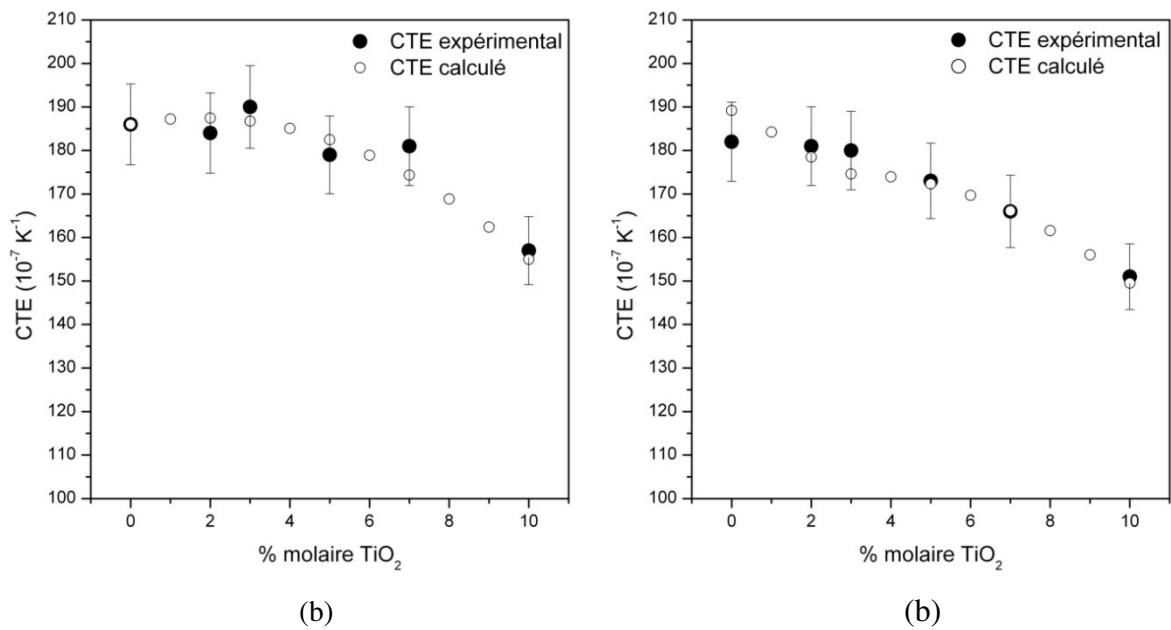 CTE expérimental
CTE calculé
210
200
190
180
170
160
150
140
130
120
110
100
CTE (10⁻⁷ K⁻¹)
0 2 4 6 8 10
% molaire TiO₂
(b)
CTE expérimental
CTE calculé
210
200
190
180
170
160
150
140
130
120
110
100
CTE (10⁻⁷ K⁻¹)
0 2 4 6 8 10
% molaire TiO₂
(b)